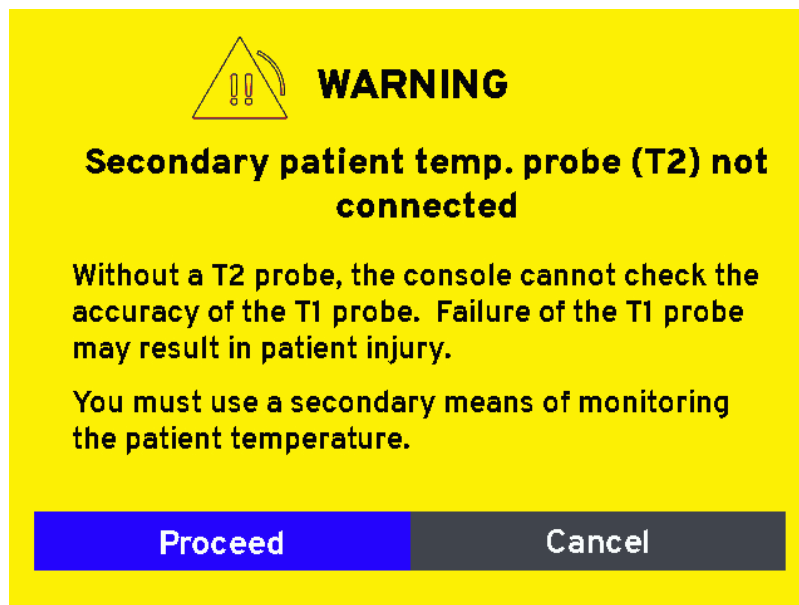 WARNING
Secondary patient temp. probe (T2) not
connected
Without a T2 probe, the console cannot check the
accuracy of the T1 probe.  Failure of the T1 probe
may result in patient injury.
You must use a secondary means of monitoring
the patient temperature.
Proceed
Cancel